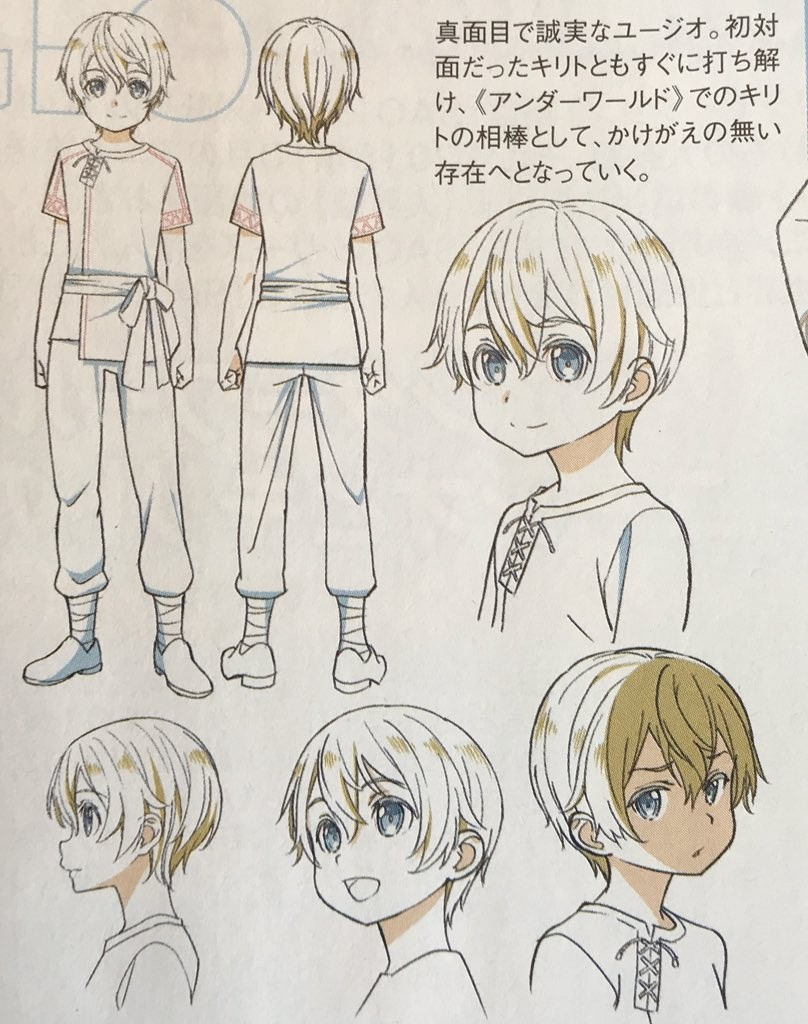 真面目で誠実なユージオ。初対
面だったキリトともすぐに打ち解
け、《アンダーワールド》でのキリ
トの相棒として、かけがえの無い
存在へとなっていく。